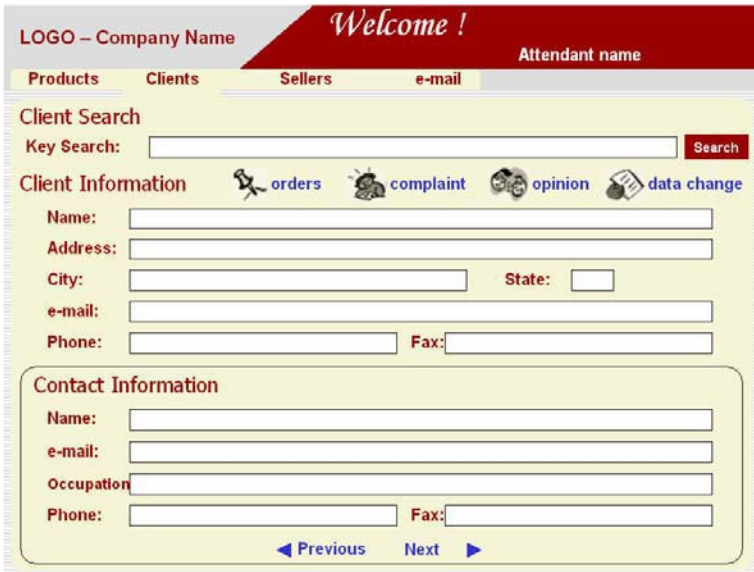 Welcome !
LOGO – Company Name
Attendant name
Products Clients Sellers e-mail
Client Search
Key Search: Search
Client Information orders complaint opinion data change
Name:
Address:
City: State:
e-mail:
Phone: Fax:
Contact Information
Name:
e-mail:
Occupation
Phone: Fax:
Previous Next